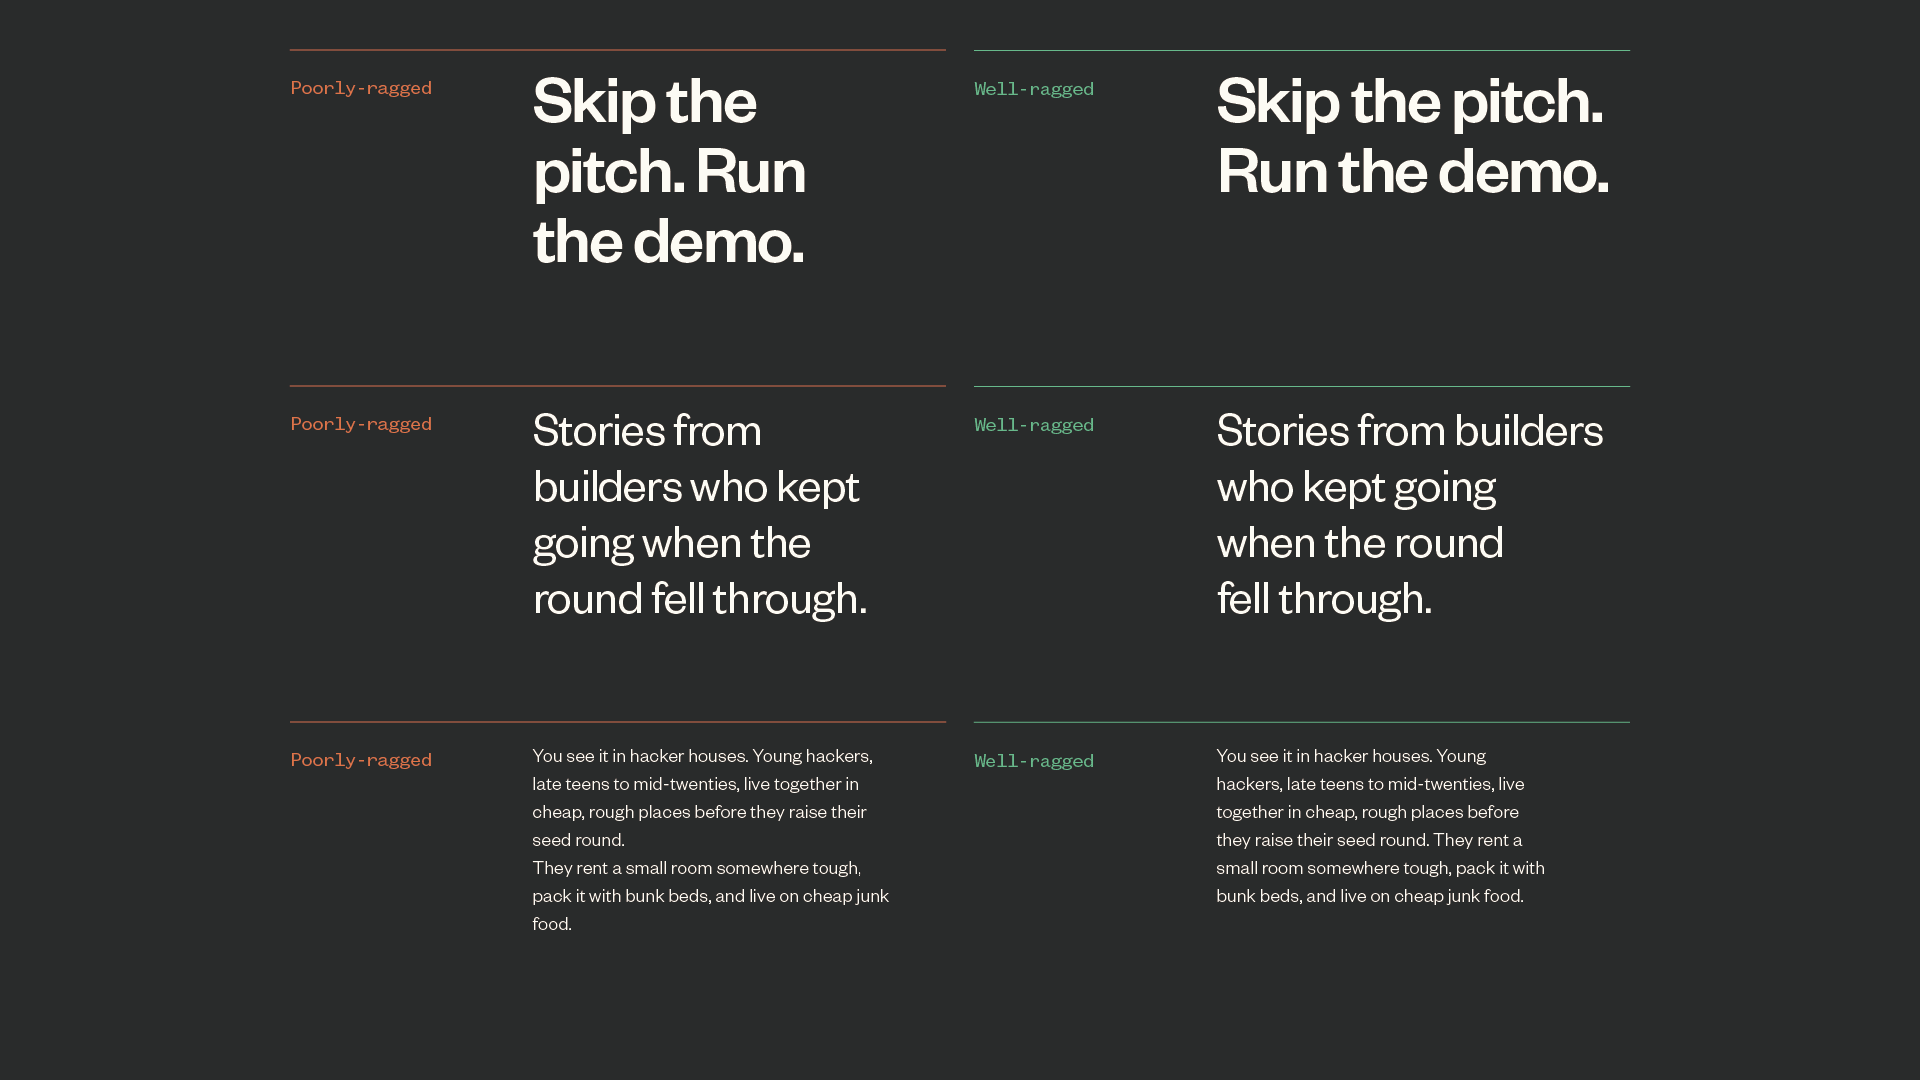 Poorly-ragged
Skip the
pitch. Run
the demo.
Well-ragged
Skip the pitch.
Run the demo.
Poorly-ragged
Stories from
builders who kept
going when the
round fell through.
Well-ragged
Stories from builders
who kept going
when the round
fell through.
Poorly-ragged
You see it in hacker houses. Young hackers,
late teens to mid-twenties, live together in
cheap, rough places before they raise their
seed round.
They rent a small room somewhere tough,
pack it with bunk beds, and live on cheap junk
food.
Well-ragged
You see it in hacker houses. Young
hackers, late teens to mid-twenties, live
together in cheap, rough places before
they raise their seed round. They rent a
small room somewhere tough, pack it with
bunk beds, and live on cheap junk food.